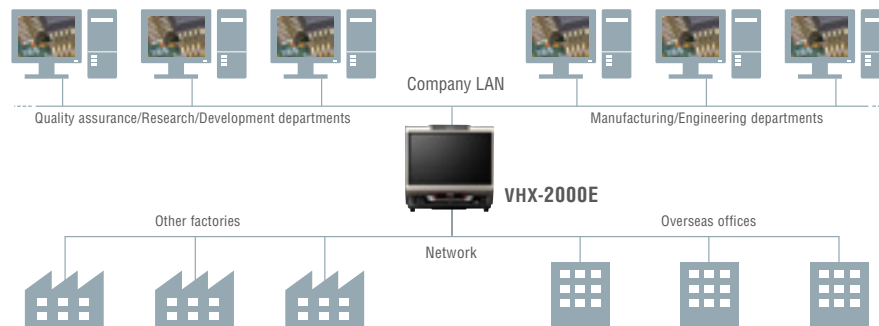 Company LAN
Quality assurance/Research/Development departments
Manufacturing/Engineering departments
VHX-2000E
Other factories
Overseas offices
Network